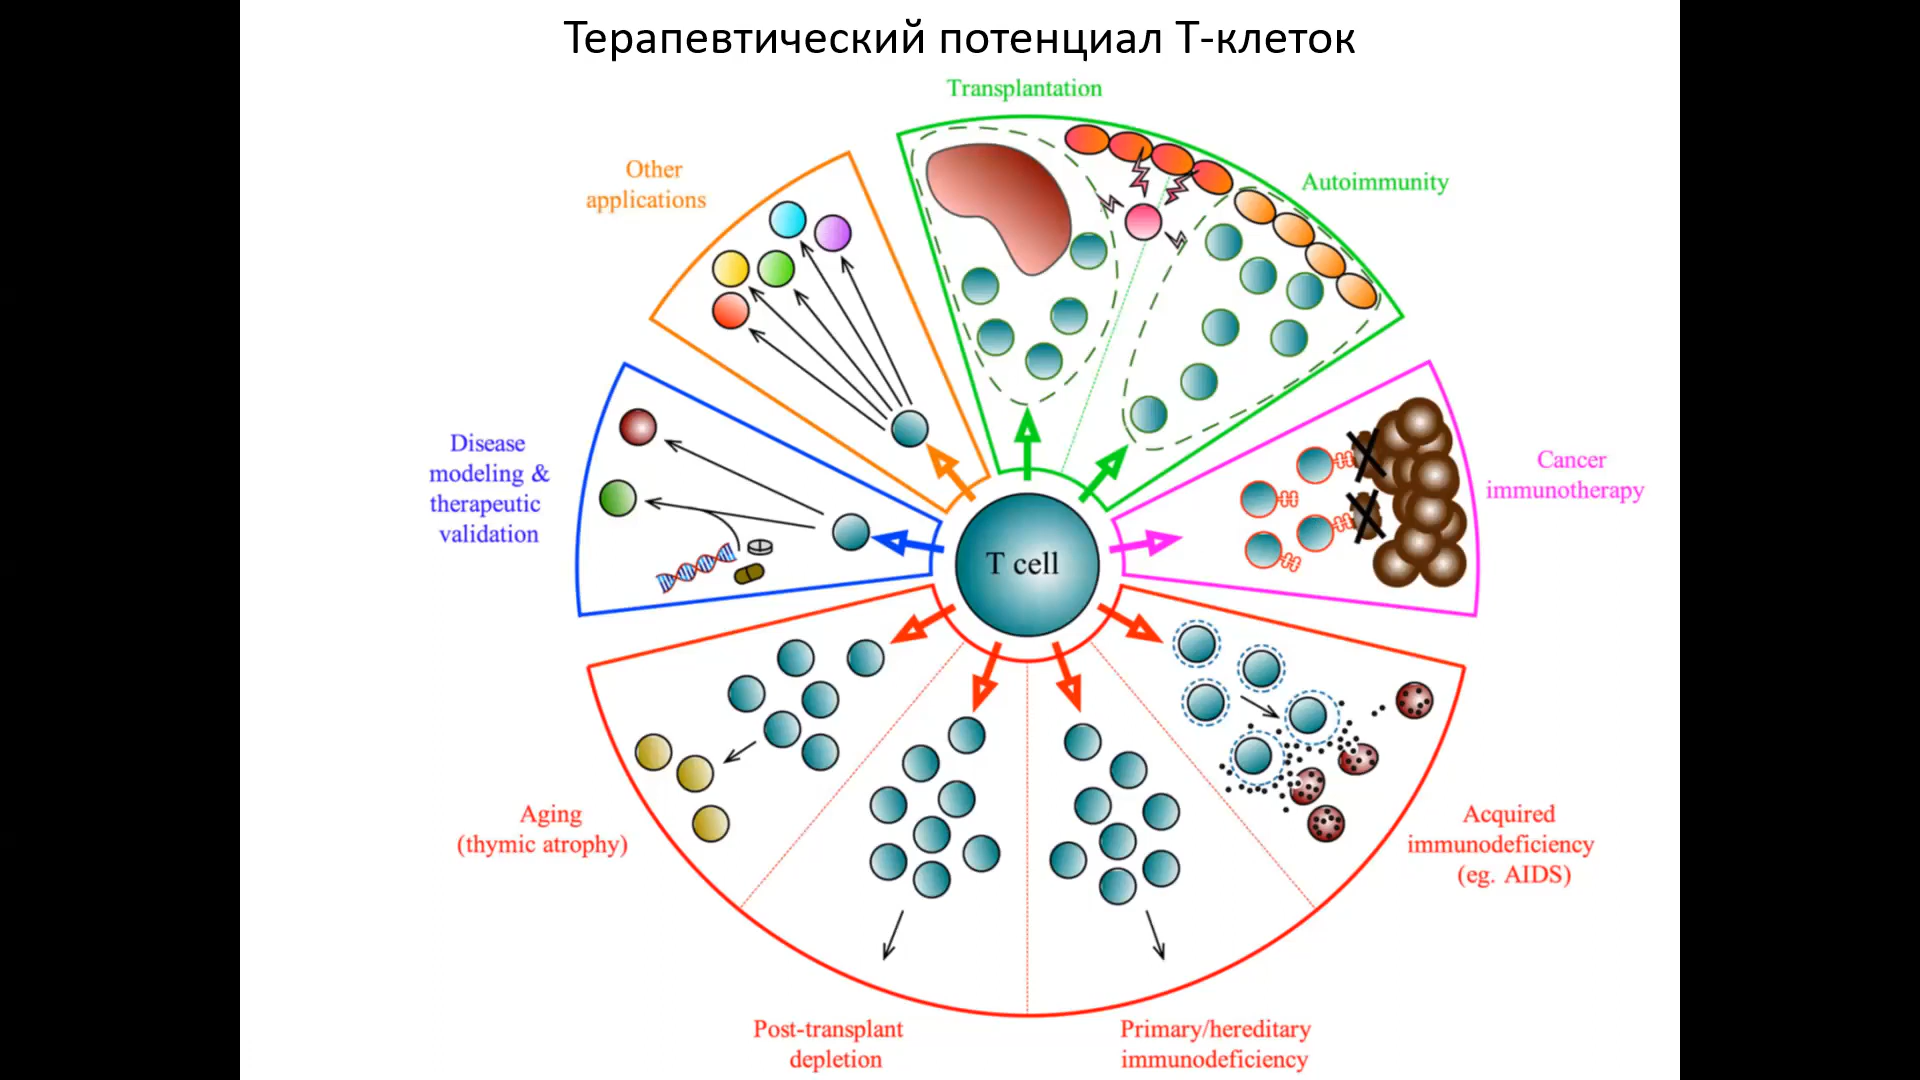 Терапевтический потенциал Т-клеток
Transplantation
Other
applications
Autoimmunity
Disease
modeling &
therapeutic
validation
Cancer
immunotherapy
T cell
Aging
(thymic atrophy)
Acquired
immunodeficiency
(eg. AIDS)
Post-transplant
depletion
Primary/hereditary
immunodeficiency